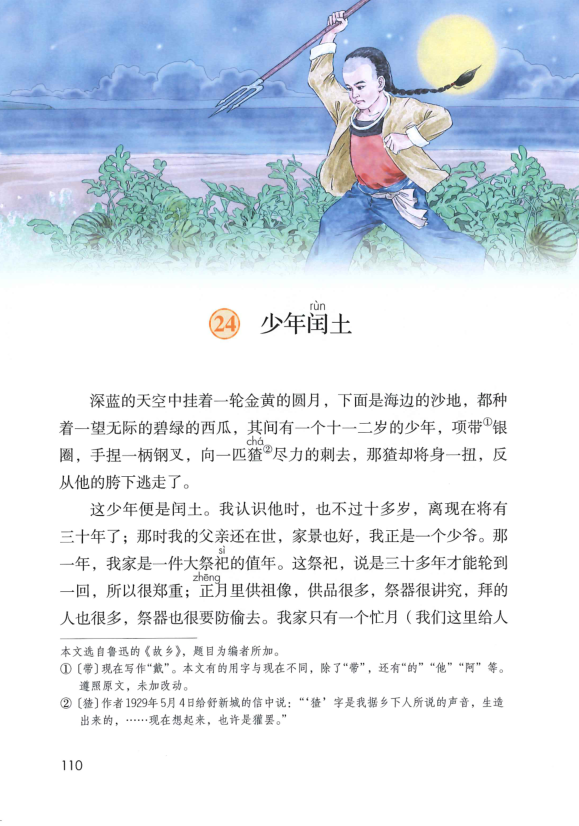 rùn
24 少年闰土
深蓝的天空中挂着一轮金黄的圆月，下面是海边的沙地，都种
着一望无际的碧绿的西瓜，其间有一个十一二岁的少年，项带①银
chá
圈，手捏一柄钢叉，向一匹猹②尽力的刺去，那猹却将身一扭，反
从他的胯下逃走了。
这少年便是闰土。我认识他时，也不过十多岁，离现在将有
三十年了；那时我的父亲还在世，家景也好，我正是一个少爷。那
sì
一年，我家是一件大祭祀的值年。这祭祀，说是三十多年才能轮到
zhēng
一回，所以很郑重；正月里供祖像，供品很多，祭器很讲究，拜的
人也很多，祭器也很要防偷去。我家只有一个忙月（我们这里给人
本文选自鲁迅的《故乡》，题目为编者所加。
①〔带〕现在写作“戴”。本文有的用字与现在不同，除了“带”，还有“的”“他”“阿”等。
遵照原文，未加改动。
②〔猹〕作者1929年5月4日给舒新城的信中说：“‘猹’字是我据乡下人所说的声音，生造
出来的，……现在想起来，也许是獾罢。”
110